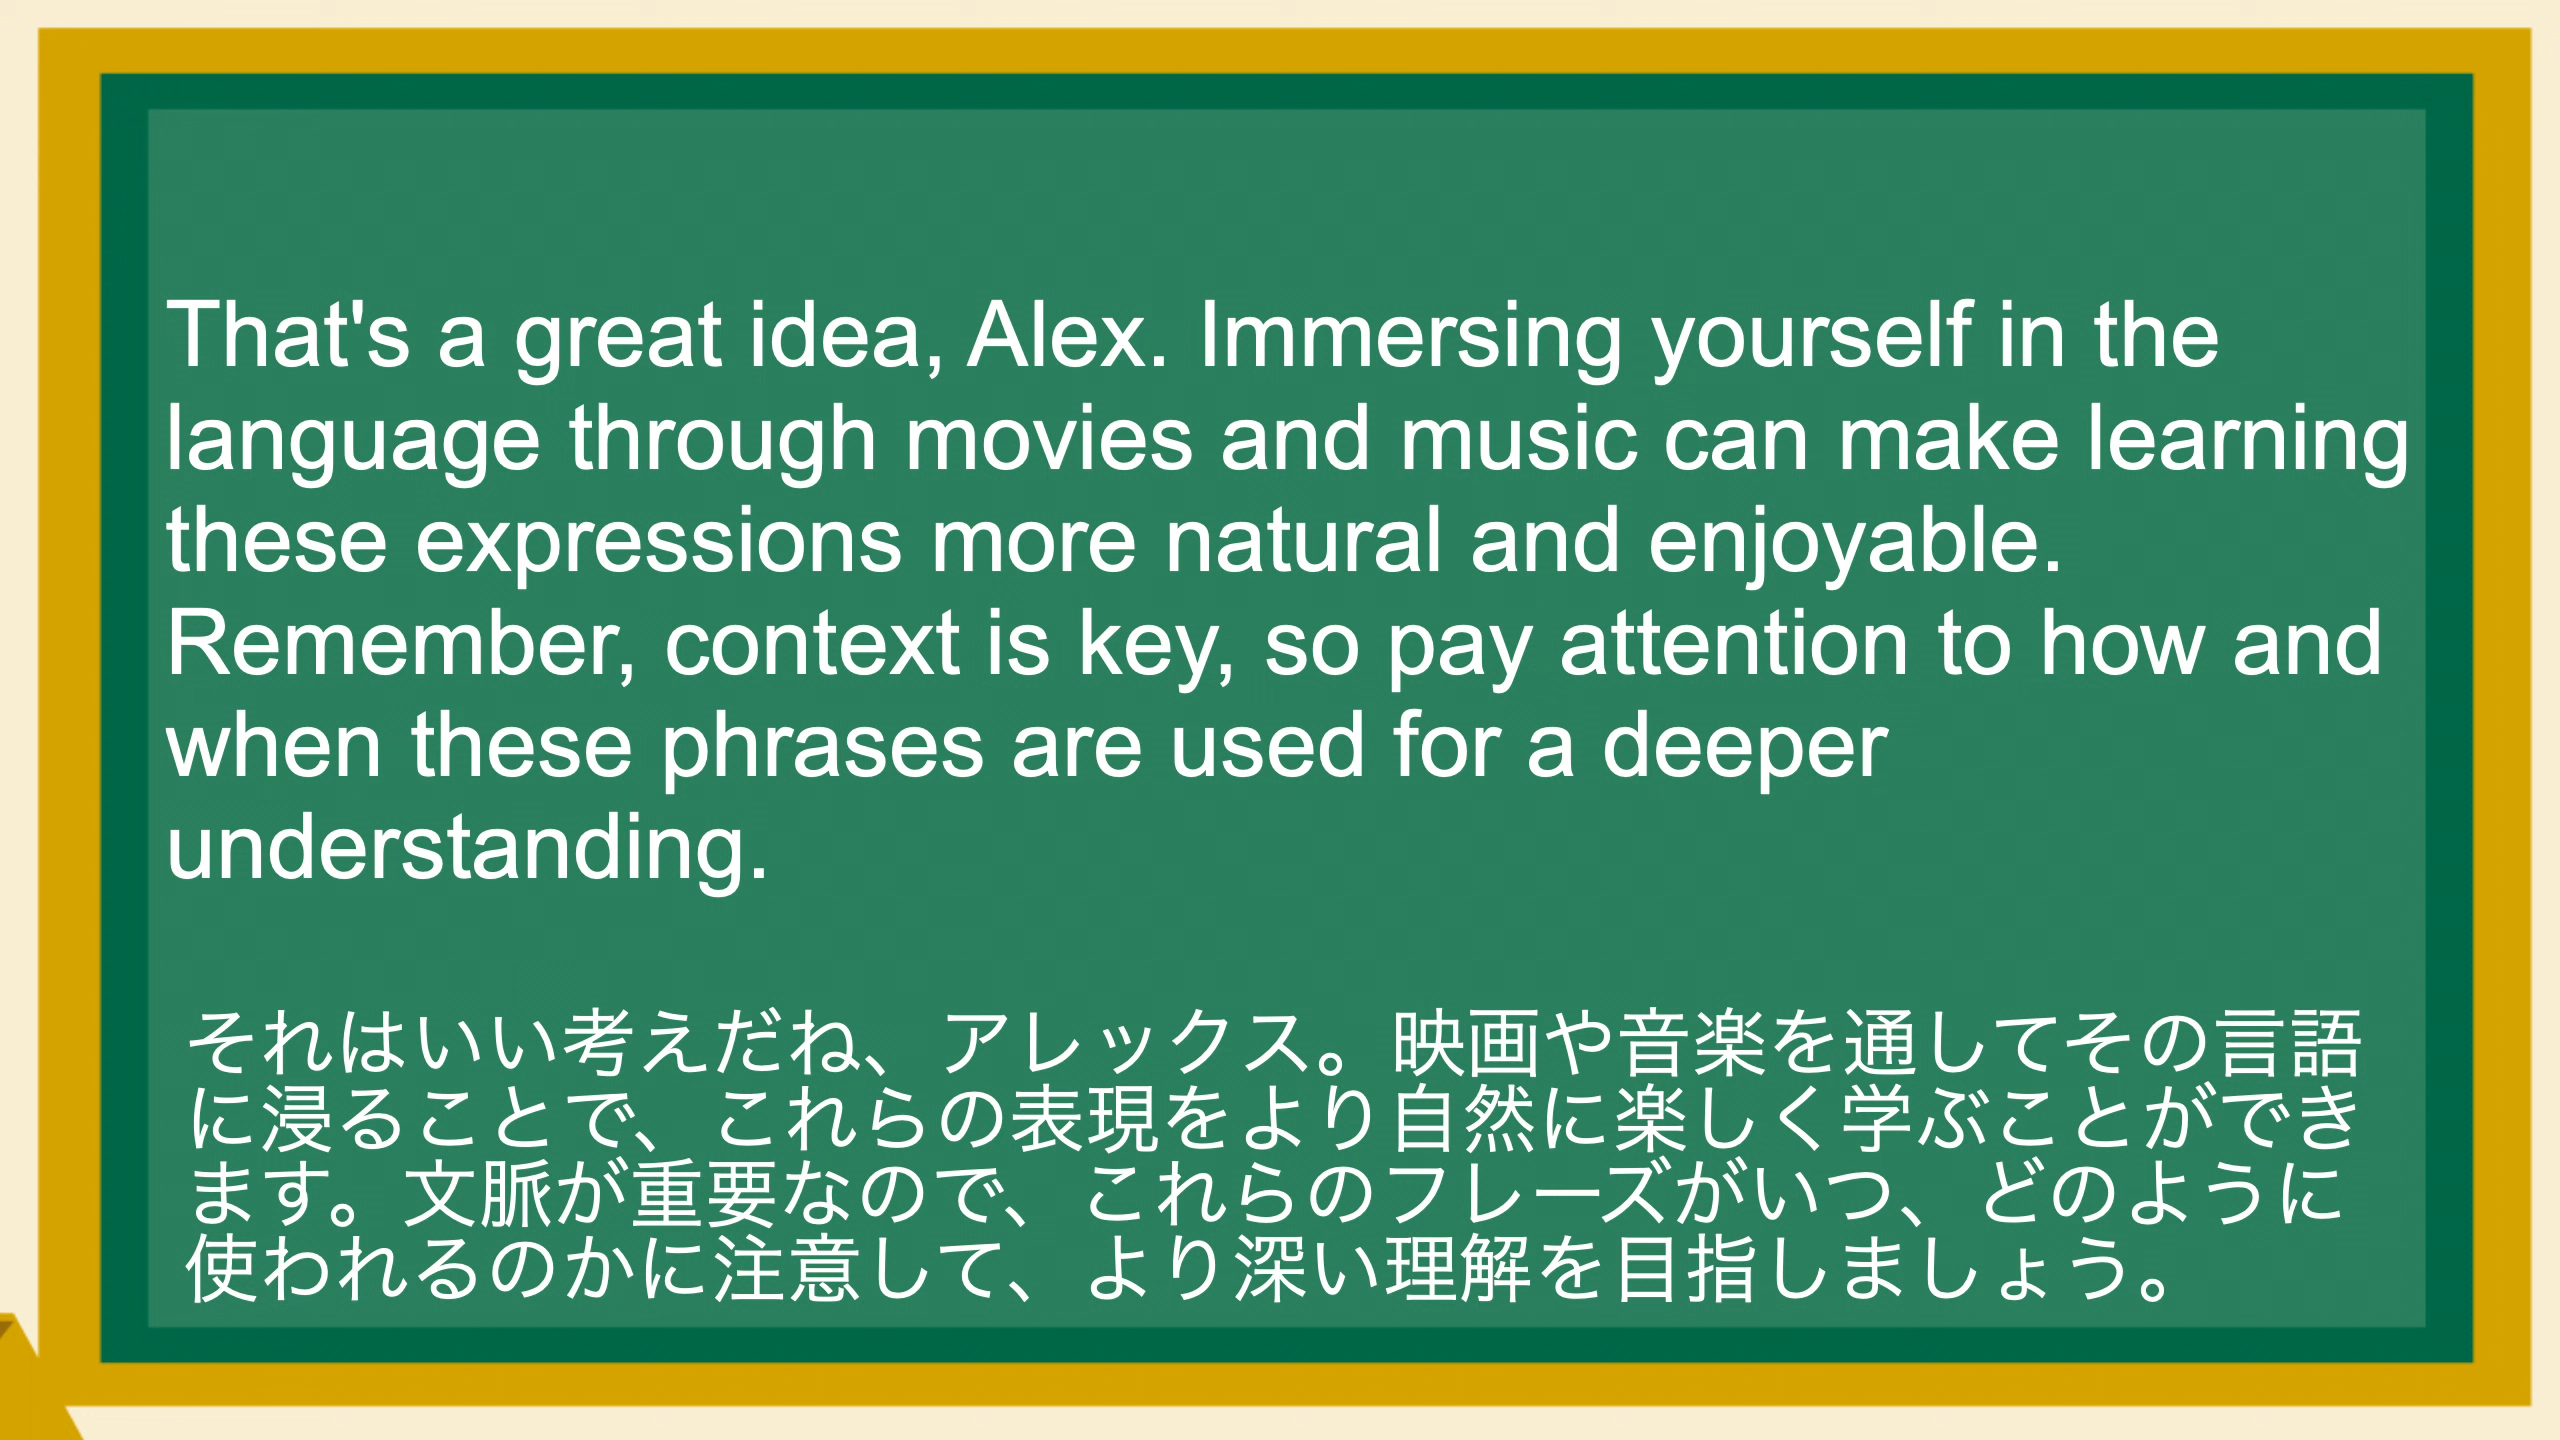 That's a great idea, Alex. Immersing yourself in the
language through movies and music can make learning
these expressions more natural and enjoyable.
Remember, context is key, so pay attention to how and
when these phrases are used for a deeper
understanding.
それはいい考えだね、アレックス。映画や音楽を通してその言語
に浸ることで、これらの表現をより自然に楽しく学ぶことができ
ます。文脈が重要なので、これらのフレーズがいつ、どのように
使われるのかに注意して、より深い理解を目指しましょう。